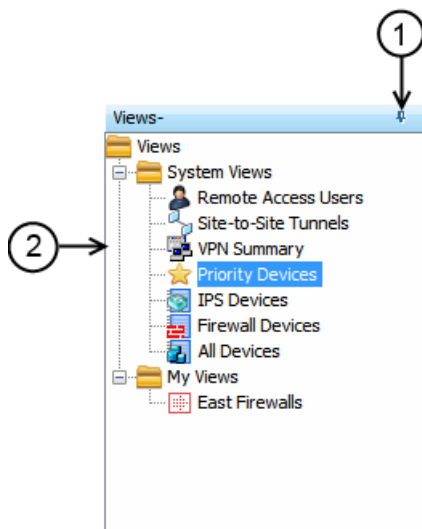 1
Views-
Views
System Views
Remote Access Users
Site-to-Site Tunnels
2
VPN Summary
Priority Devices
IPS Devices
Firewall Devices
All Devices
My Views
East Firewalls